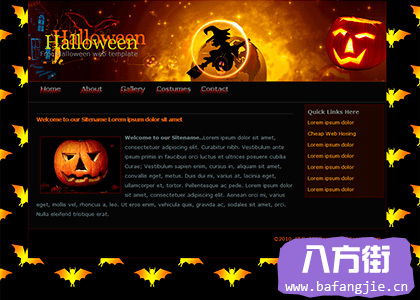 Halloween
Free halloween web template
Home About Gallery Costumes Contact
Welcome to our Sitename Lorem ipsum dolor sit amet
Welcome to our Sitename..Lorem ipsum dolor sit amet,
consectetuer adipiscing elit. Curabitur nibh. Vestibulum ante
ipsum prime in faucibus orci luctus et ultrices posuere cubilia
Curae; Vestibulum sapien enim, cursus in, aliquam sit amet,
convalle eget, metus. Duis dui mi, varius at, lacinia eget,
ullamcorper et, tortor. Pellentesque ac pede. Lorem ipsum dolor
sit amet, consectetuer adipiscing elit. Aenean orci mi, varius
eget, molle vel, rhoncus a, leo. Ut eros enim, vehicula quis, gravida ac, sodales sit amet, orci.
Nulla eleifend tristique erat.
Quick Links Here
Lorem ipsum dolor
Cheap Web Hosing
Lorem ipsum dolor
Lorem ipsum dolor
Lorem ipsum dolor
Lorem ipsum dolor
Lorem ipsum dolor
八方街
www.bafangjie.cn